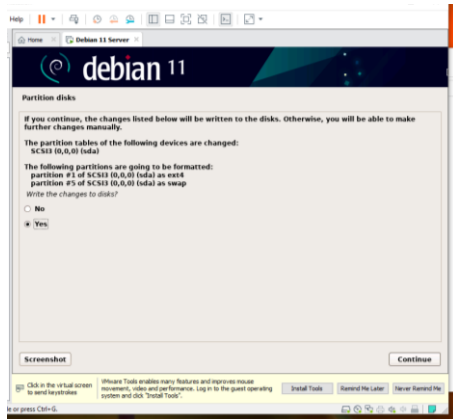 Help
Home
Debian 11 Server
debian 11
Partition disks
If you continue, the changes listed below will be written to the disks. Otherwise, you will be able to make
further changes manually.
The partition tables of the following devices are changed:
SCSI3 (0,0,0) (sda)
The following partitions are going to be formatted:
partition #1 of SCSI3 (0,0,0) (sda) as ext4
partition #5 of SCSI3 (0,0,0) (sda) as swap
Write the changes to disks?
No
Yes
Screenshot
Continue
Click in the virtual screen
to send keystrokes
VMware Tools enables many features and improves mouse
movement, video and performance. Log in to the guest operating
system and click "Install Tools".
Install Tools
Remind Me Later
Never Remind Me
or press Ctrl+G.